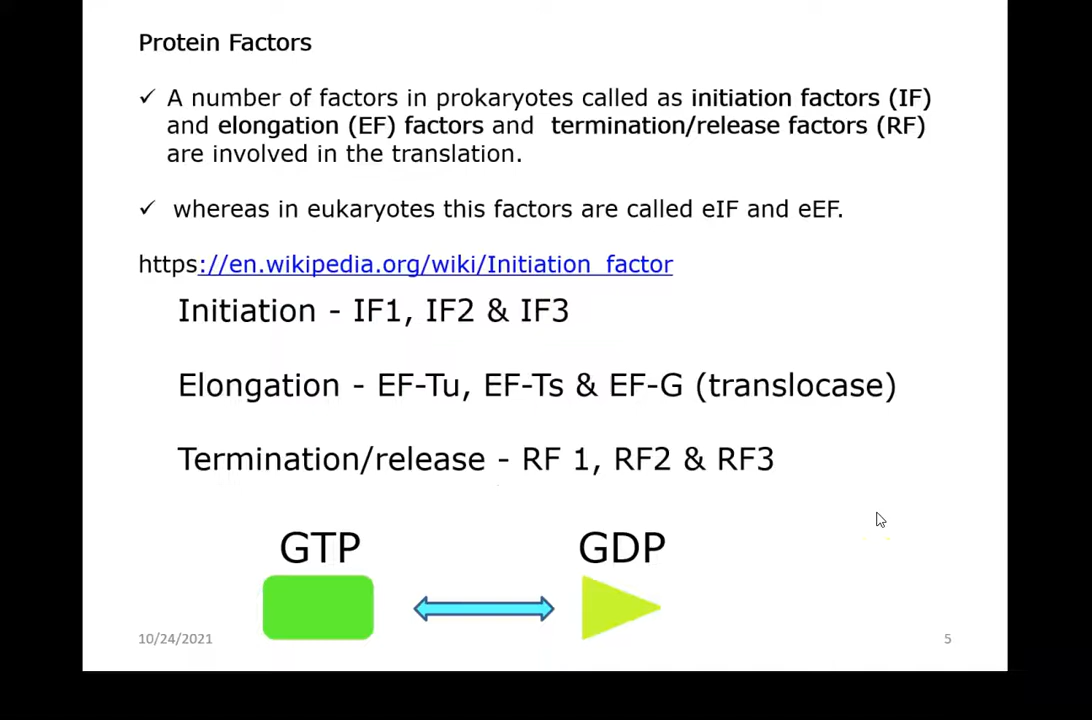 Protein Factors
✓ A number of factors in prokaryotes called as initiation factors (IF)
and elongation (EF) factors and termination/release factors (RF)
are involved in the translation.
✓ whereas in eukaryotes this factors are called eIF and eEF.
https://en.wikipedia.org/wiki/Initiation_factor
Initiation - IF1, IF2 & IF3
Elongation - EF-Tu, EF-Ts & EF-G (translocase)
Termination/release - RF 1, RF2 & RF3
GTP GDP
10/24/2021 5